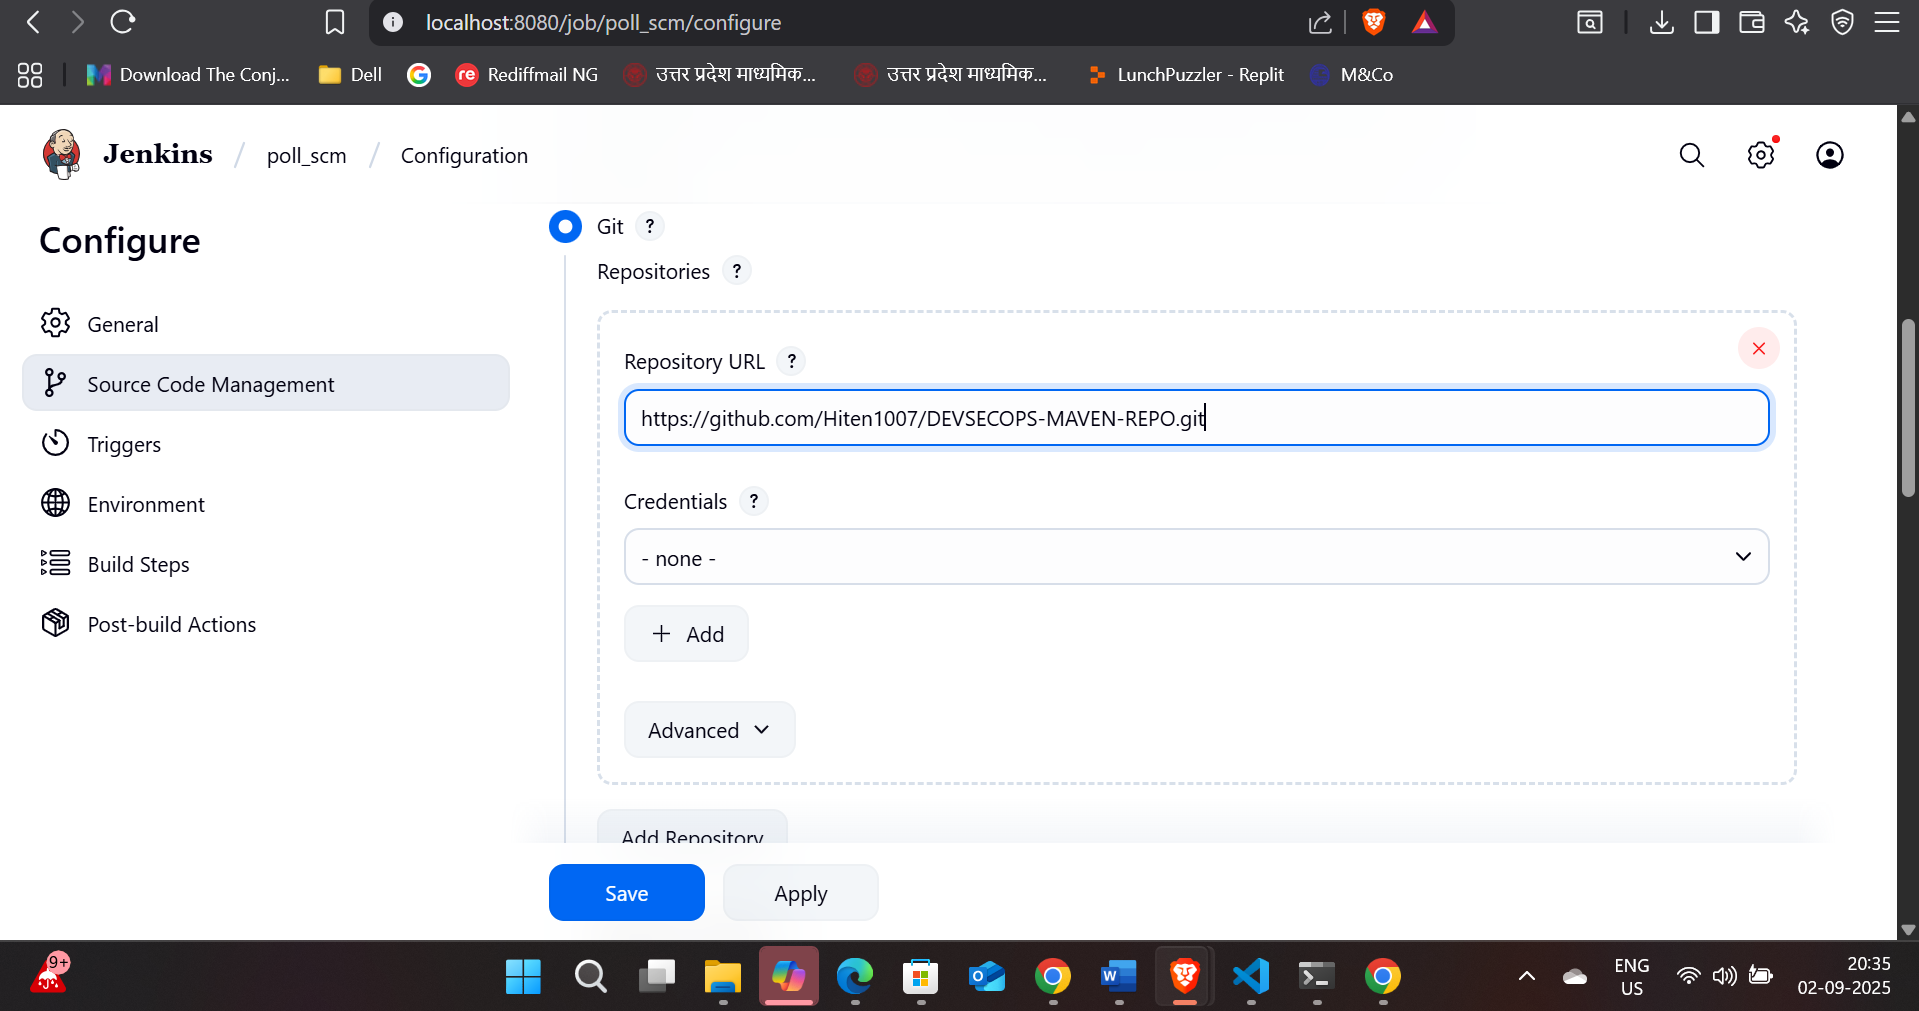 localhost:8080/job/poll_scm/configure
Download The Conj...
Dell
Rediffmail NG
उत्तर प्रदेश माध्यमिक...
उत्तर प्रदेश माध्यमिक...
LunchPuzzler - Replit
M&Co
Jenkins / poll_scm / Configuration
Configure
General
Source Code Management
Triggers
Environment
Build Steps
Post-build Actions
Git ?
Repositories ?
Repository URL ?
https://github.com/Hiten1007/DEVSECOPS-MAVEN-REPO.git
Credentials ?
- none -
+ Add
Advanced
Add Repository
Save
Apply
9+
ENG
US
20:35
02-09-2025